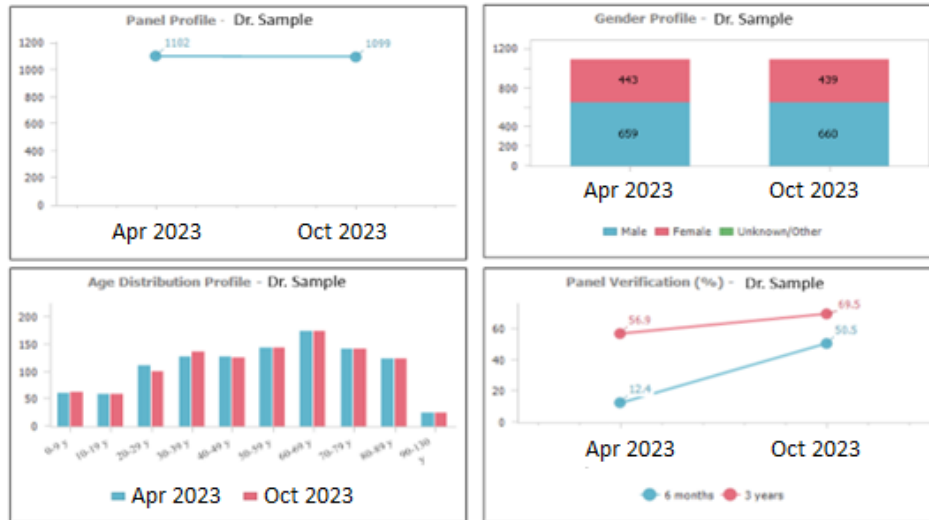 Panel Profile - Dr. Sample
1200
1000
800
600
400
200
0
1102
1099
Apr 2023
Oct 2023
Gender Profile - Dr. Sample
1200
800
400
200
0
443
439
659
660
Apr 2023
Oct 2023
Male Female Unknown/Other
Age Distribution Profile - Dr. Sample
200
150
100
50
0
0-9 y
10-19 y
20-29 y
30-39 y
40-49 y
50-59 y
60-69 y
70-79 y
80-89 y
90-130 y
Apr 2023 Oct 2023
Panel Verification (%) - Dr. Sample
60
40
20
0
56.9
69.5
12.4
50.5
Apr 2023
Oct 2023
6 months 3 years